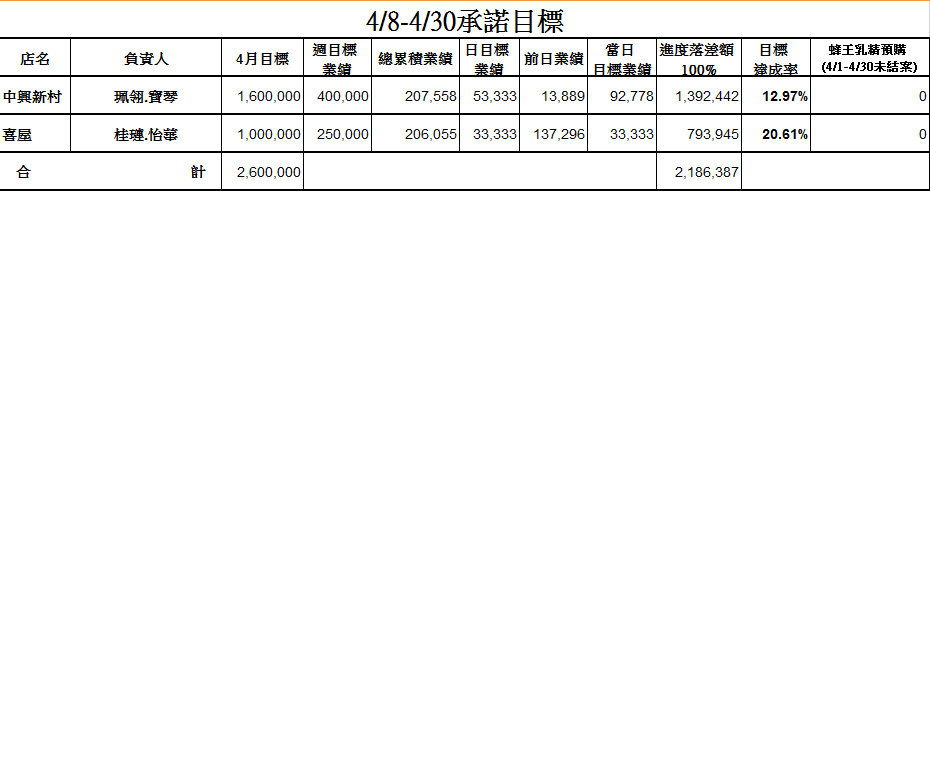 4/8-4/30承諾目標
店名 負責人 4月目標 週目標業績 總累積業績 日目標業績 前日業績 當日目標業績 進度落差額100% 目標達成率 蜂王乳精預購(4/1-4/30未結案)
中興新村 珮翎.寶琴 1,600,000 400,000 207,558 53,333 13,889 92,778 1,392,442 12.97% 0
喜屋 桂璉.怡華 1,000,000 250,000 206,055 33,333 137,296 33,333 793,945 20.61% 0
合計 2,600,000 2,186,387